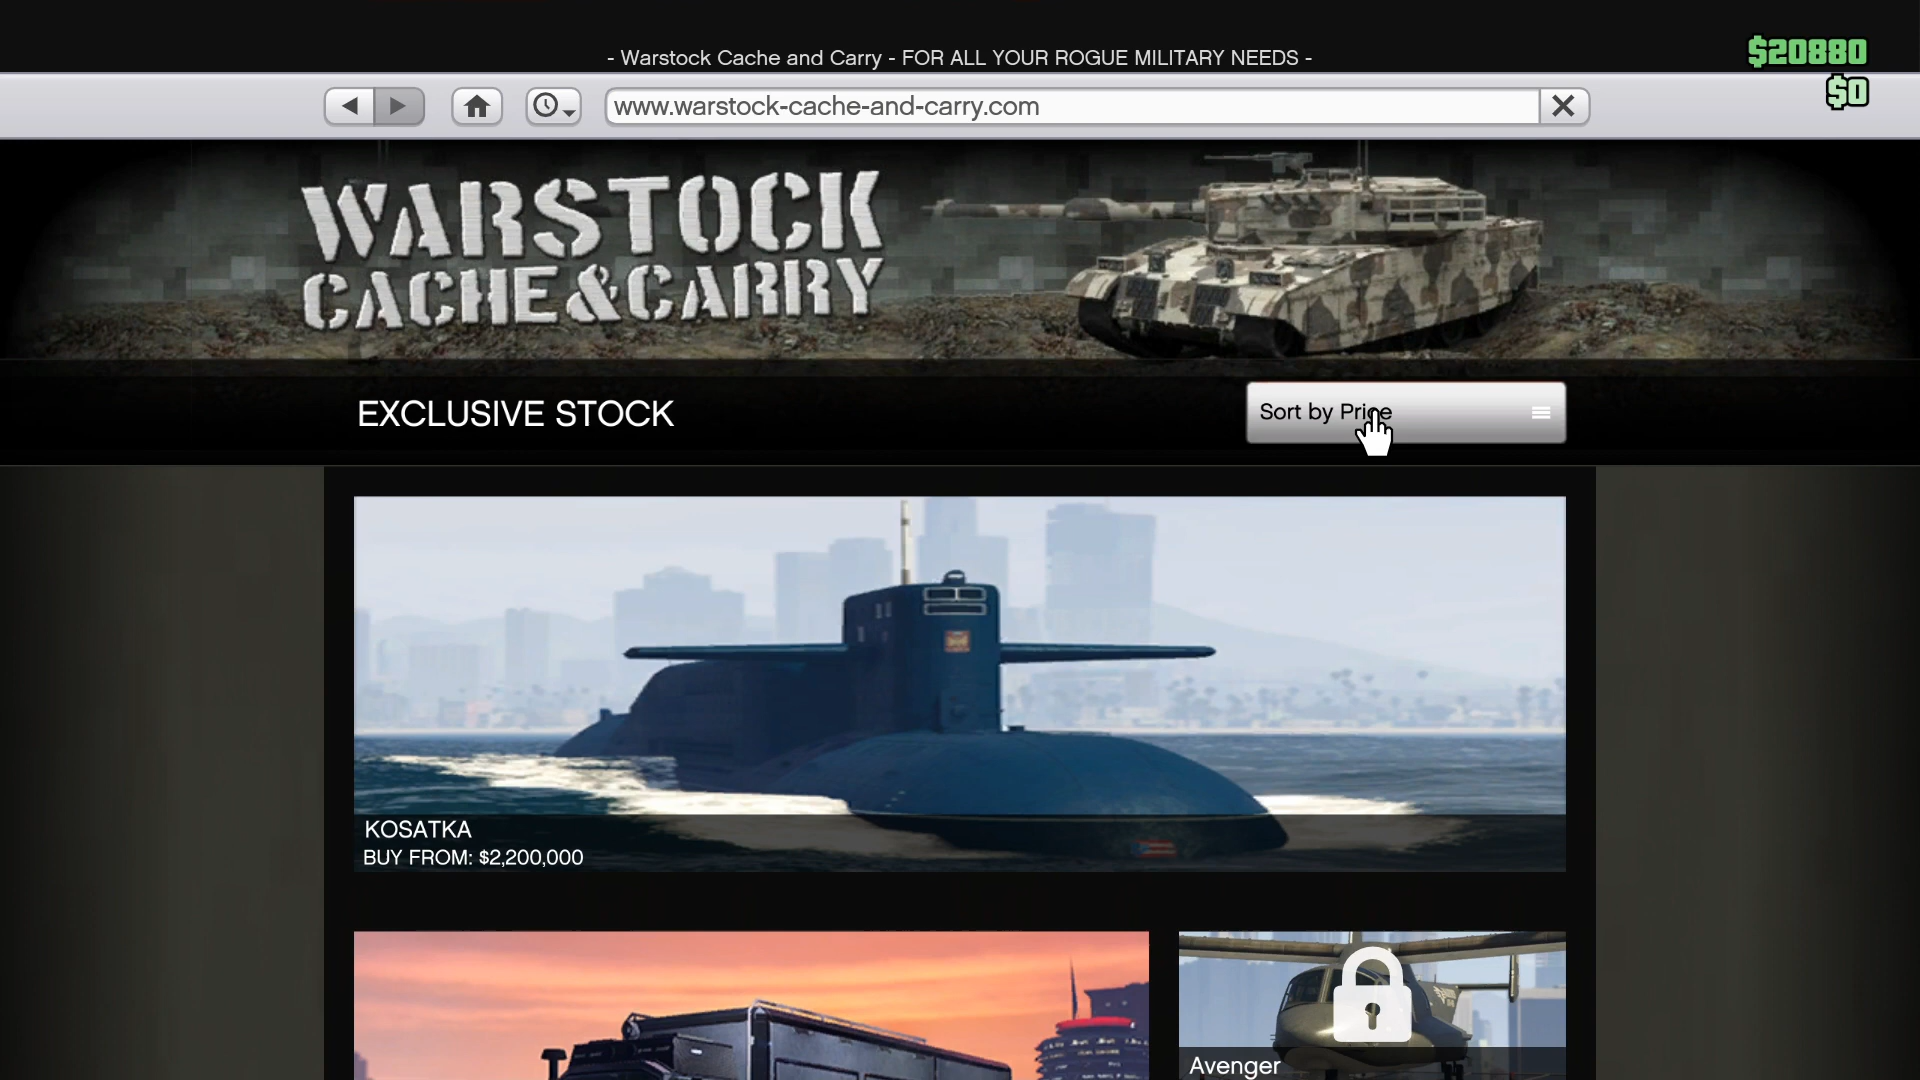 - Warstock Cache and Carry - FOR ALL YOUR ROGUE MILITARY NEEDS -
$20880
$0
www.warstock-cache-and-carry.com
WARSTOCK
CACHE & CARRY
EXCLUSIVE STOCK
Sort by Price
KOSATKA
BUY FROM: $2,200,000
Avenger